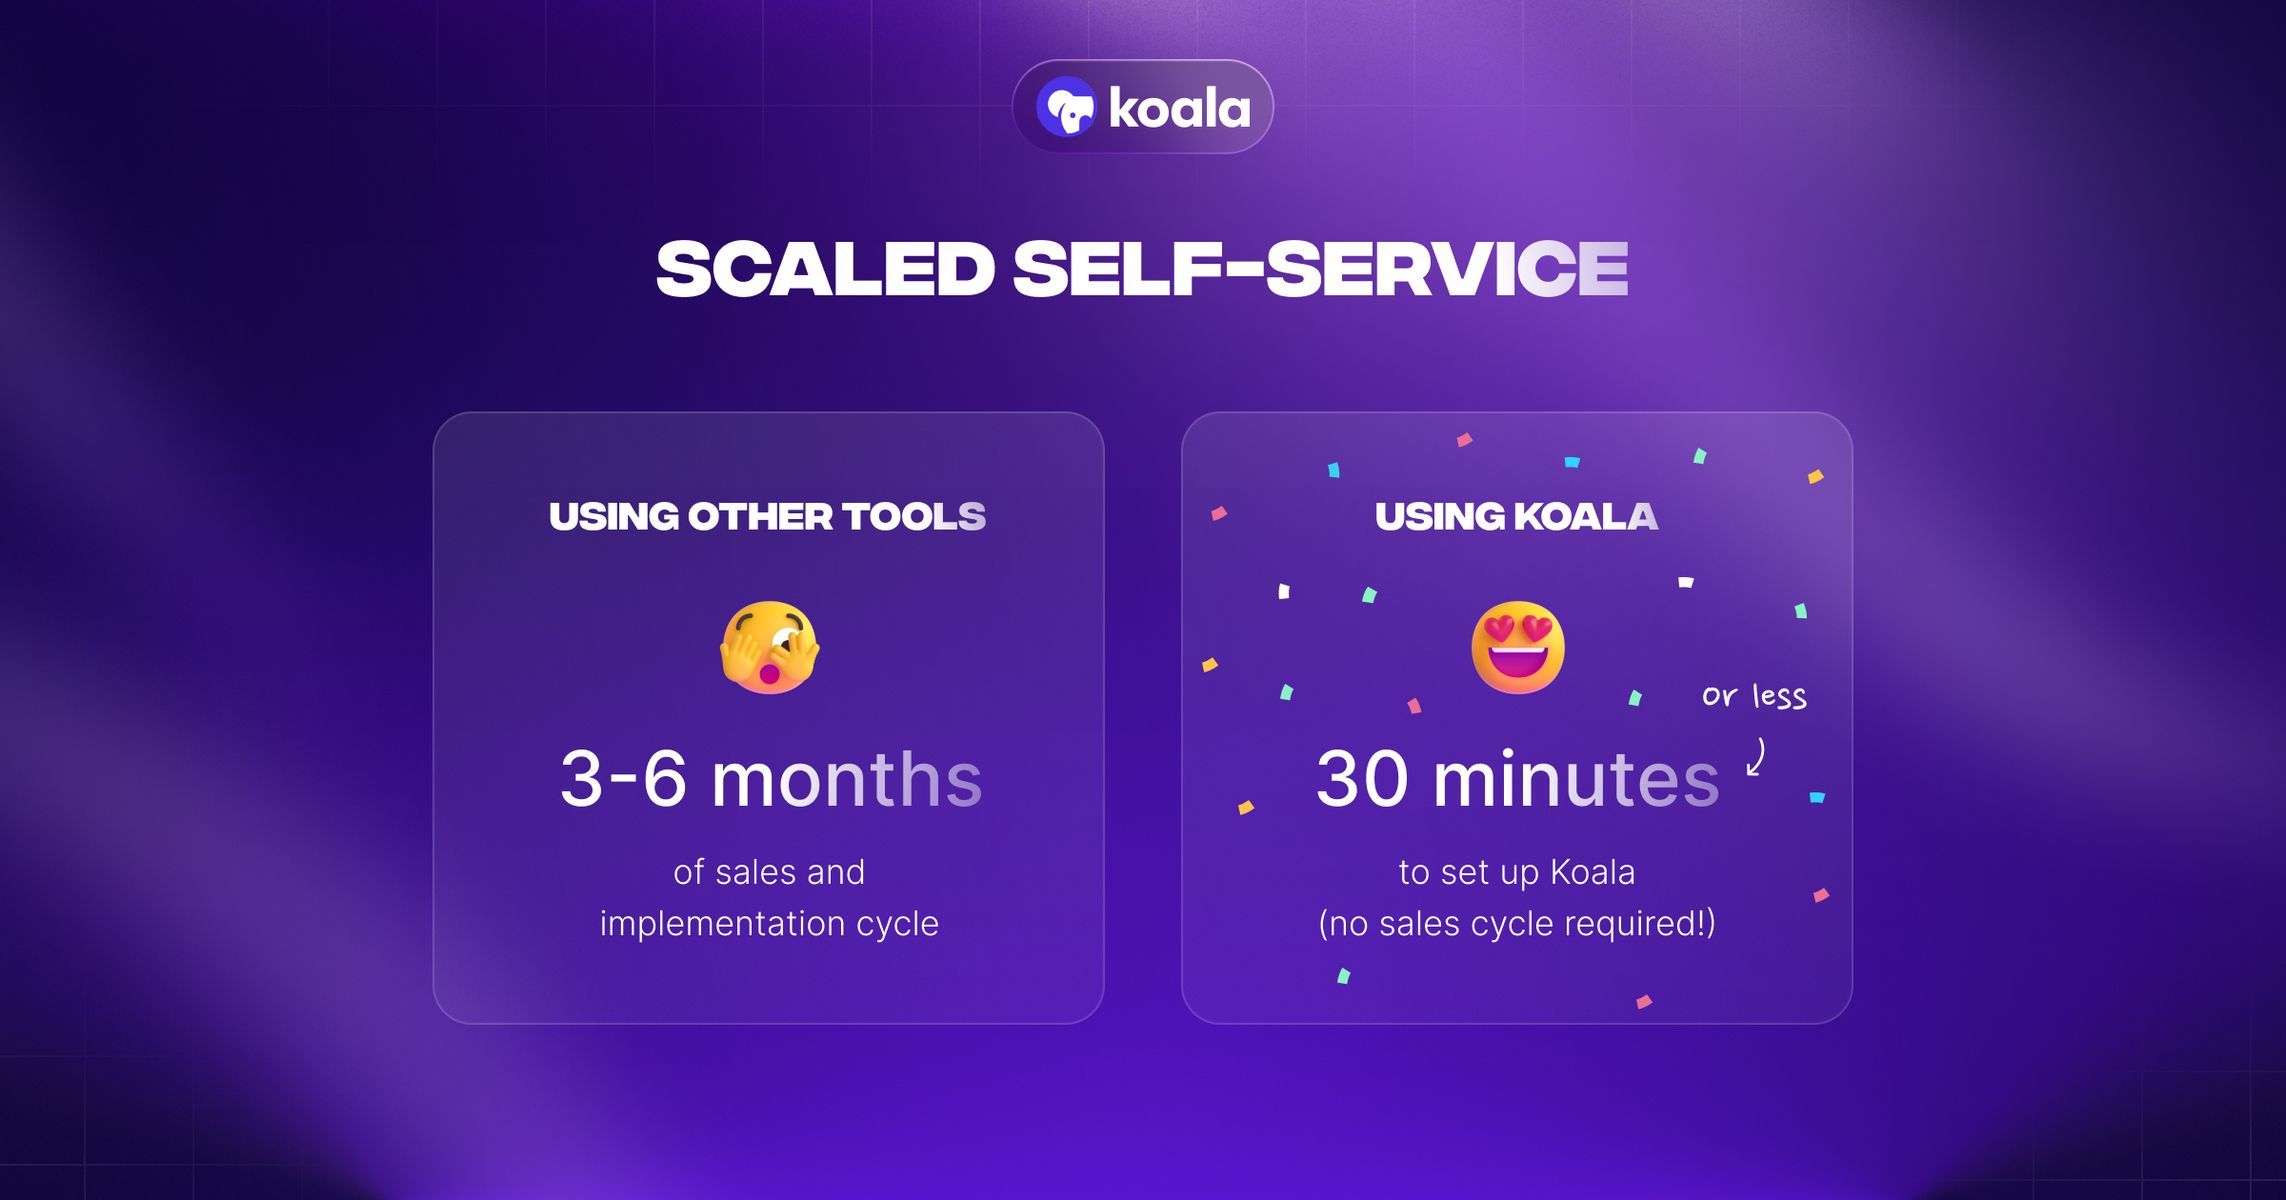 koala
SCALED SELF-SERVICE
USING OTHER TOOLS
3-6 months
of sales and
implementation cycle
USING KOALA
or less
30 minutes
to set up Koala
(no sales cycle required!)